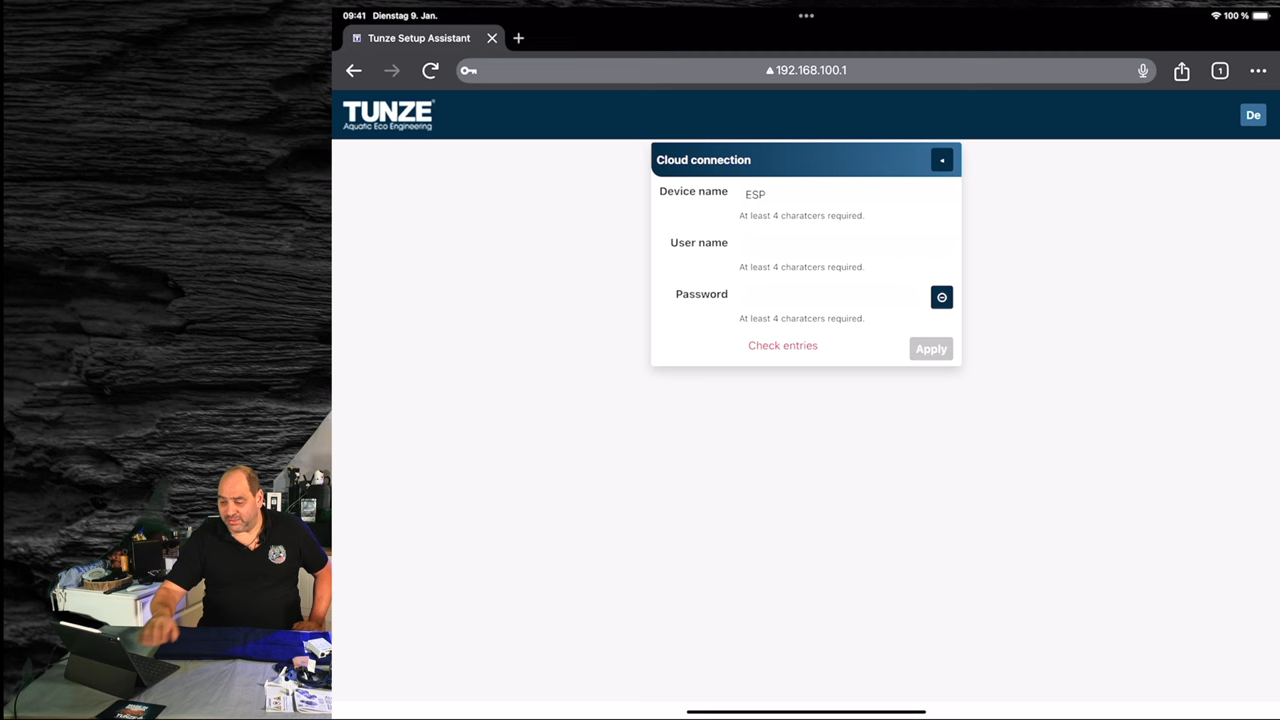 09:41 Dienstag 9. Jan.
100 %
Tunze Setup Assistant
192.168.100.1
1
TUNZE
Aquatic Eco Engineering
De
Cloud connection
Device name
ESP
At least 4 charatcers required.
User name
At least 4 charatcers required.
Password
At least 4 charatcers required.
Check entries
Apply
TUNZE